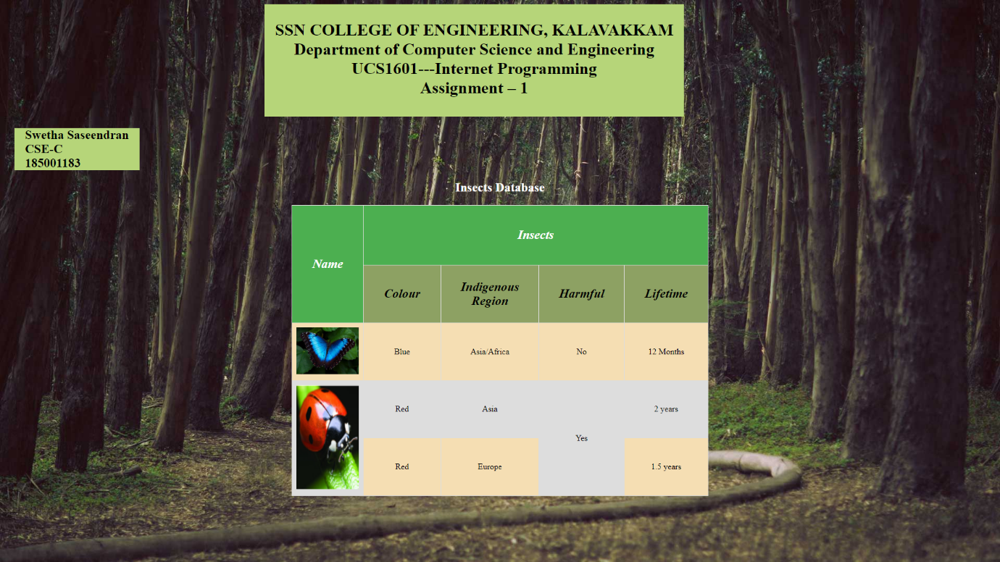 SSN COLLEGE OF ENGINEERING, KALAVAKKAM
Department of Computer Science and Engineering
UCS1601---Internet Programming
Assignment – 1
Swetha Saseendran
CSE-C
185001183
Insects Database
Name
Insects
Colour
Indigenous
Region
Harmful
Lifetime
Blue
Asia/Africa
No
12 Months
Red
Asia
Yes
2 years
Red
Europe
1.5 years